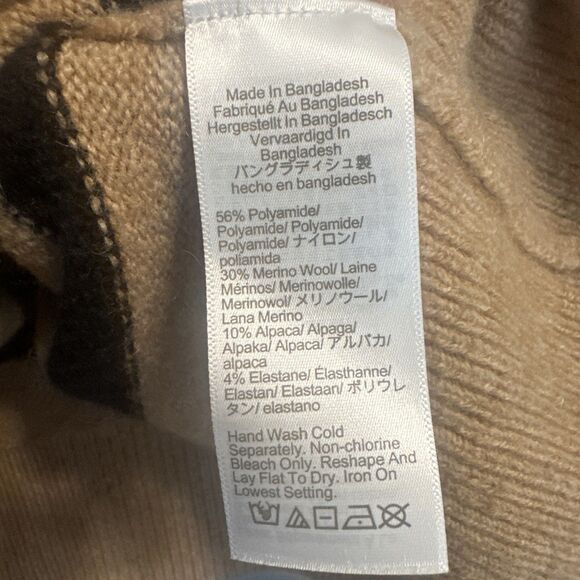 Made In Bangladesh
Fabriqué Au Bangladesh
Hergestellt In Bangladesch
Vervaardigd In
Bangladesh
バングラディシュ製
hecho en bangladesh
56% Polyamide/
Polyamide/ Polyamide/
Polyamide/ ナイロン/
poliamida
30% Merino Wool/ Laine
Mérinos/ Merinowolle/
Merinowol/ メリノウール/
Lana Merino
10% Alpaca/ Alpaga/
Alpaka/ Alpaca/ アルパカ/
alpaca
4% Elastane/ Élasthanne/
Elastan/ Elastaan/ ポリウレ
タン/ elastano
Hand Wash Cold
Separately. Non-chlorine
Bleach Only. Reshape And
Lay Flat To Dry. Iron On
Lowest Setting.